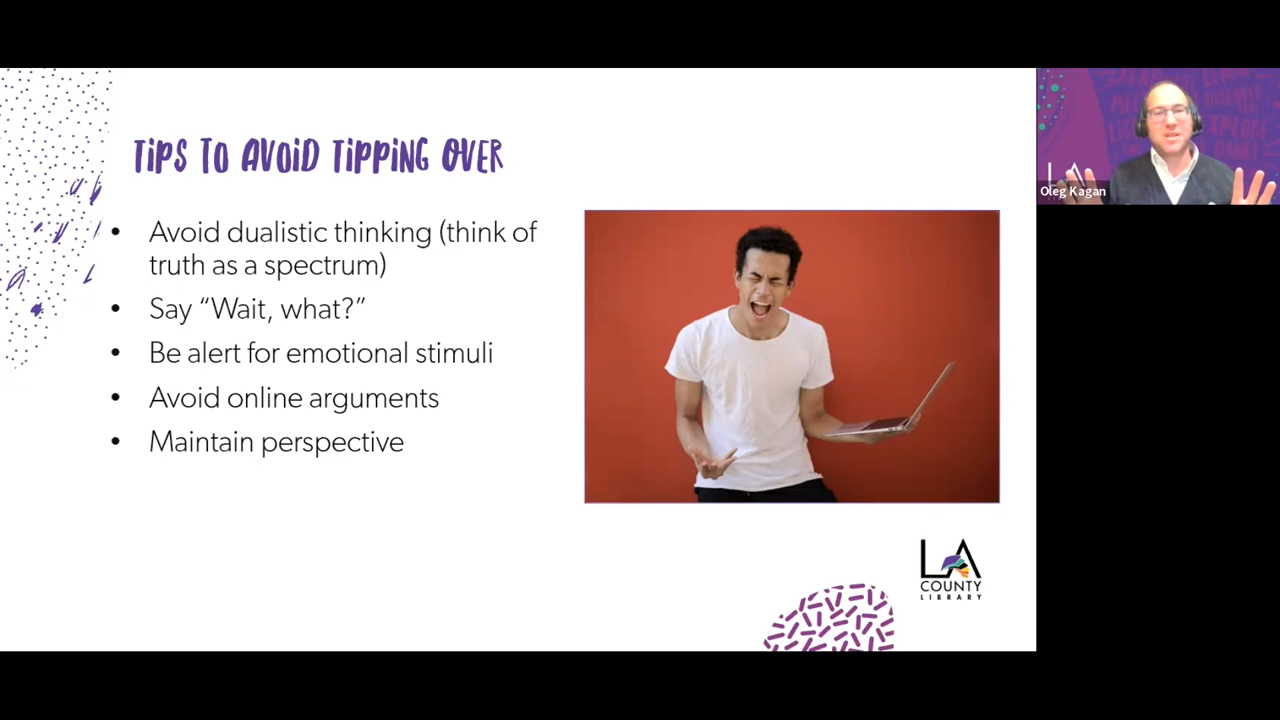 TiPS TO AVOiD TiPPiNG OVER
• Avoid dualistic thinking (think of
truth as a spectrum)
• Say “Wait, what?”
• Be alert for emotional stimuli
• Avoid online arguments
• Maintain perspective
LA
COUNTY
LIBRARY
LA
Oleg Kagan